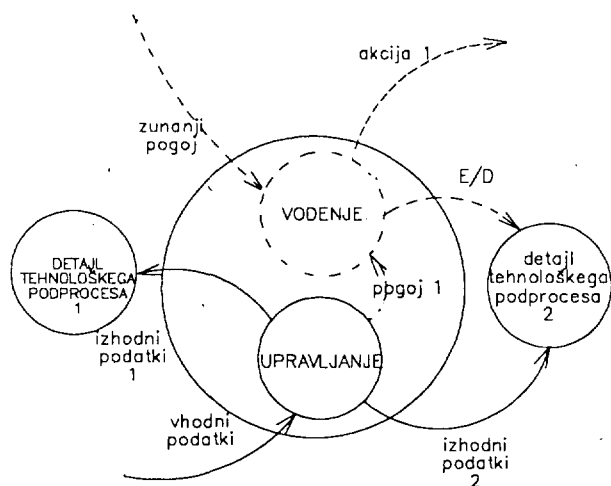 akcija 1
zunanji
pogoj
E/D
VODENJE
DETAJL
TEHNOLOŠKEGA
PODPROCESA
1
detajl
tehnološkega
podprocesa
2
pogoj 1
izhodni
podatki
1
UPRAVLJANJE
vhodni
podatki
izhodni
podatki
2